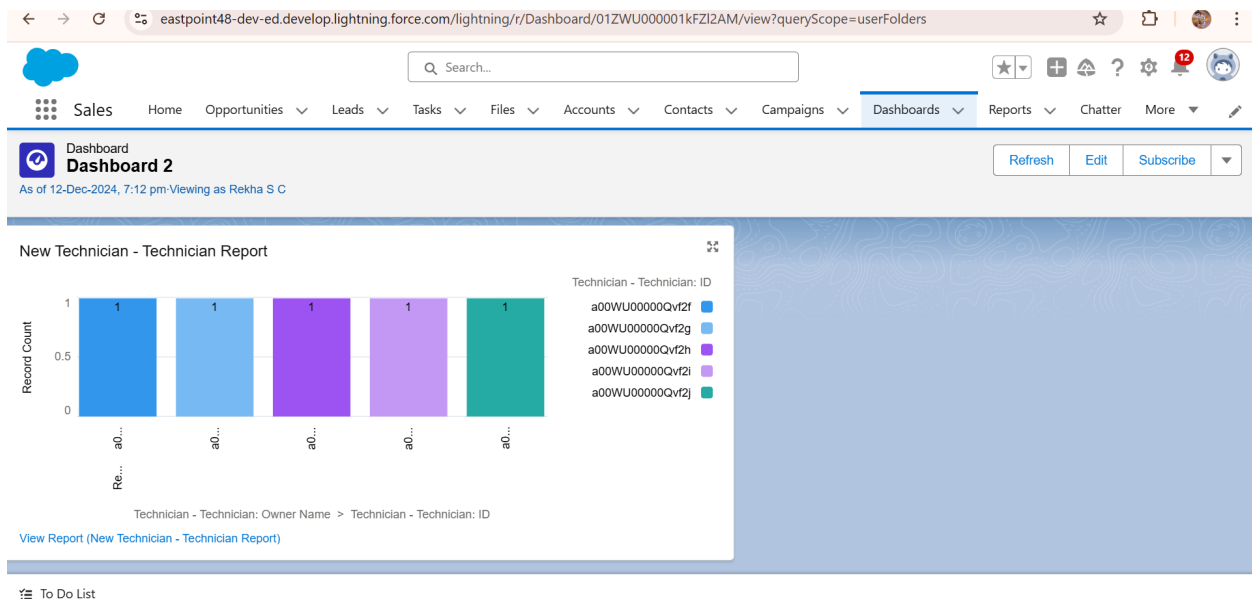 eastpoint48-dev-ed.develop.lightning.force.com/lightning/r/Dashboard/01ZWU000001kFZl2AM/view?queryScope=userFolders
Search...
12
Sales Home Opportunities Leads Tasks Files Accounts Contacts Campaigns Dashboards Reports Chatter More
Dashboard
Dashboard 2
As of 12-Dec-2024, 7:12 pm·Viewing as Rekha S C
Refresh Edit Subscribe
New Technician - Technician Report
Technician - Technician: ID
a00WU00000Qvf2f
a00WU00000Qvf2g
a00WU00000Qvf2h
a00WU00000Qvf2i
a00WU00000Qvf2j
Record Count
1
0.5
0
1 1 1 1 1
a0... a0... a0... a0... a0...
Re...
Technician - Technician: Owner Name > Technician - Technician: ID
View Report (New Technician - Technician Report)
To Do List